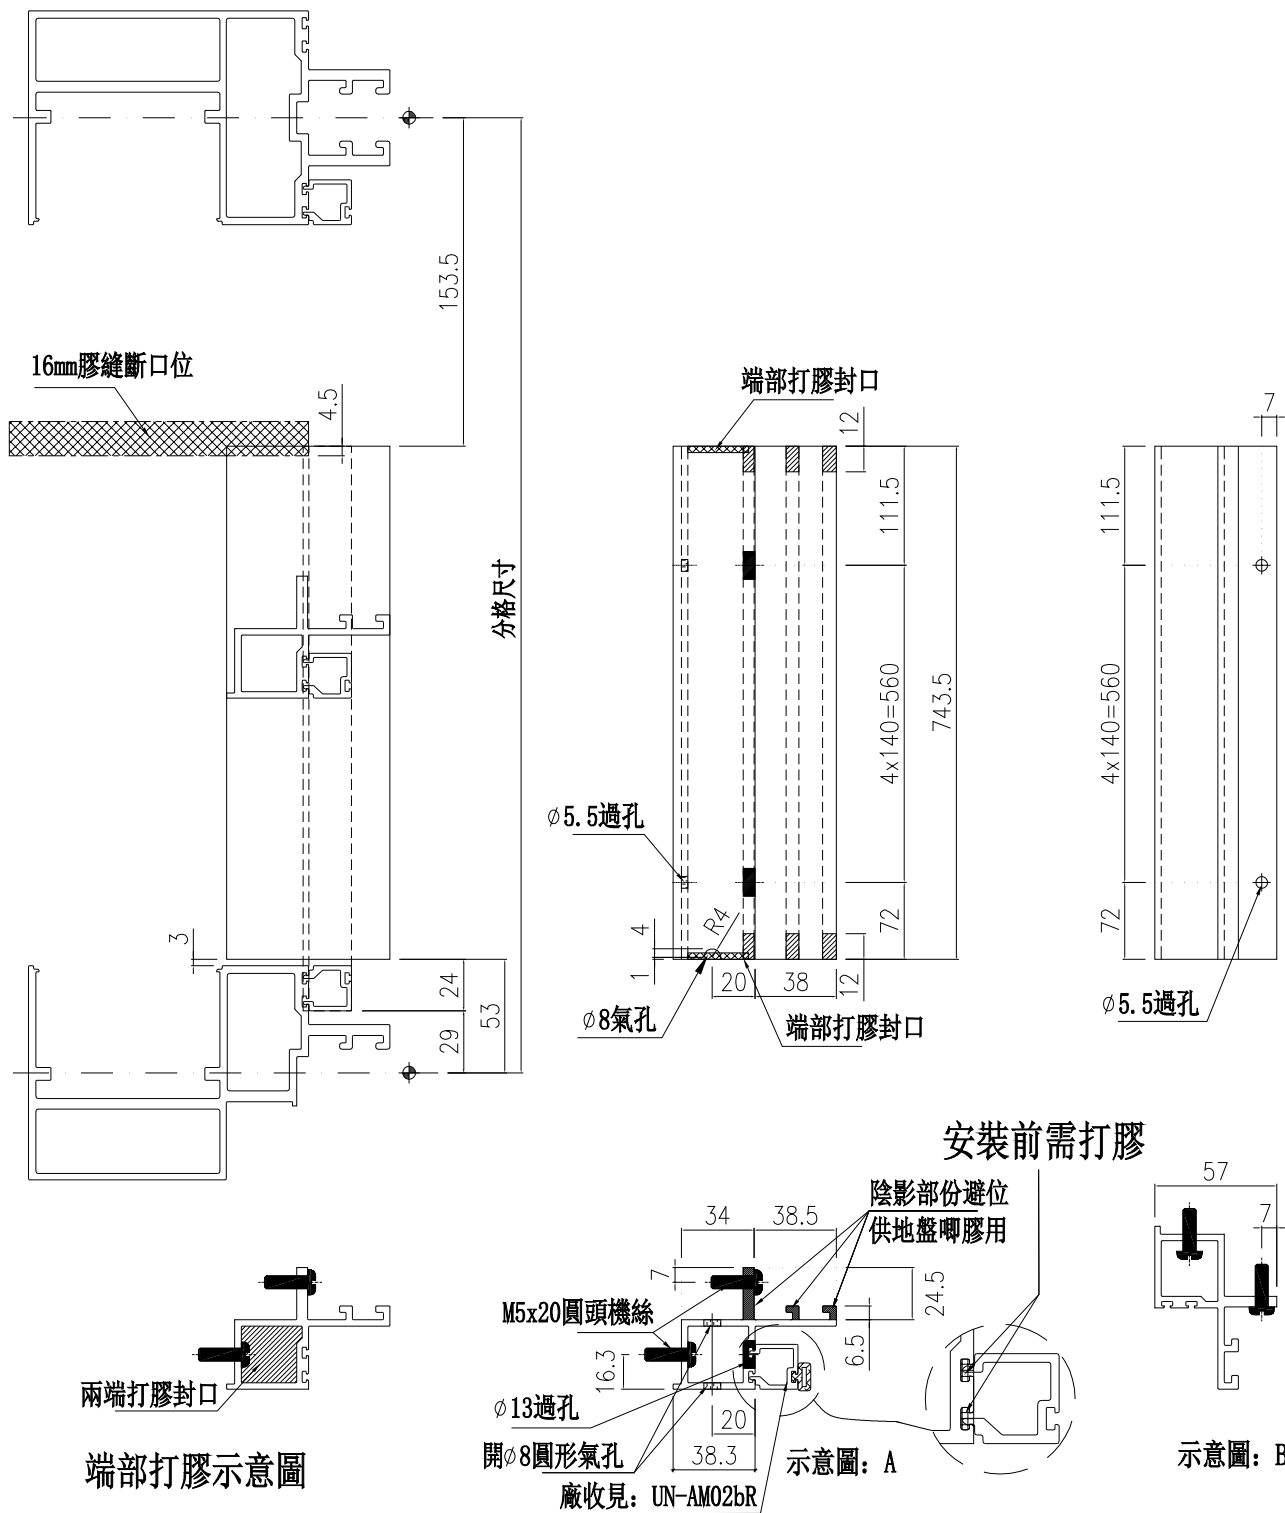 153.5
16mm膠縫斷口位
4.5
分格尺寸
3
24
29
53
端部打膠封口
12
111.5
4x140=560
743.5
∅5.5過孔
72
4
1
R4
20
38
12
∅8氣孔
端部打膠封口
7
111.5
4x140=560
72
∅5.5過孔
安裝前需打膠
陰影部份避位
供地盤唧膠用
34
38.5
7
24.5
6.5
M5x20圓頭機絲
16.3
∅13過孔
20
開∅8圓形氣孔
38.3
廠收見: UN-AM02bR
示意圖: A
57
7
示意圖: B
兩端打膠封口
端部打膠示意圖